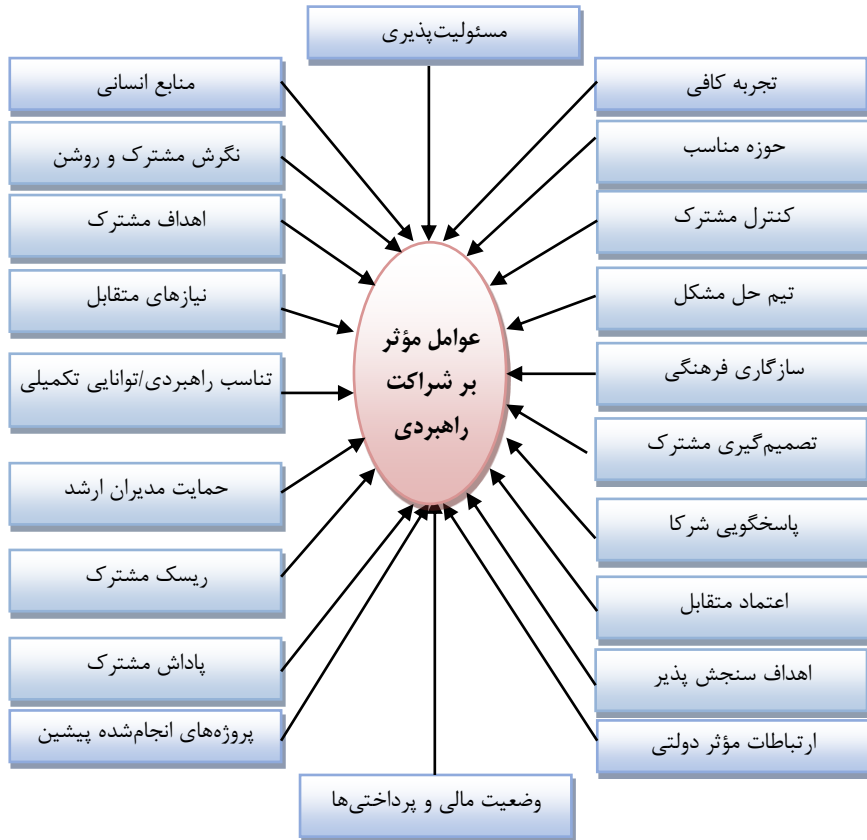 مسئولیت‌پذیری
تجربه کافی
منابع انسانی
حوزه مناسب
نگرش مشترک و روشن
کنترل مشترک
اهداف مشترک
تیم حل مشکل
نیازهای متقابل
عوامل مؤثر
بر شراکت
راهبردی
سازگاری فرهنگی
تناسب راهبردی/توانایی تکمیلی
تصمیم‌گیری مشترک
حمایت مدیران ارشد
پاسخگویی شرکا
ریسک مشترک
اعتماد متقابل
پاداش مشترک
اهداف سنجش پذیر
پروژه‌های انجام‌شده پیشین
ارتباطات مؤثر دولتی
وضعیت مالی و پرداختی‌ها